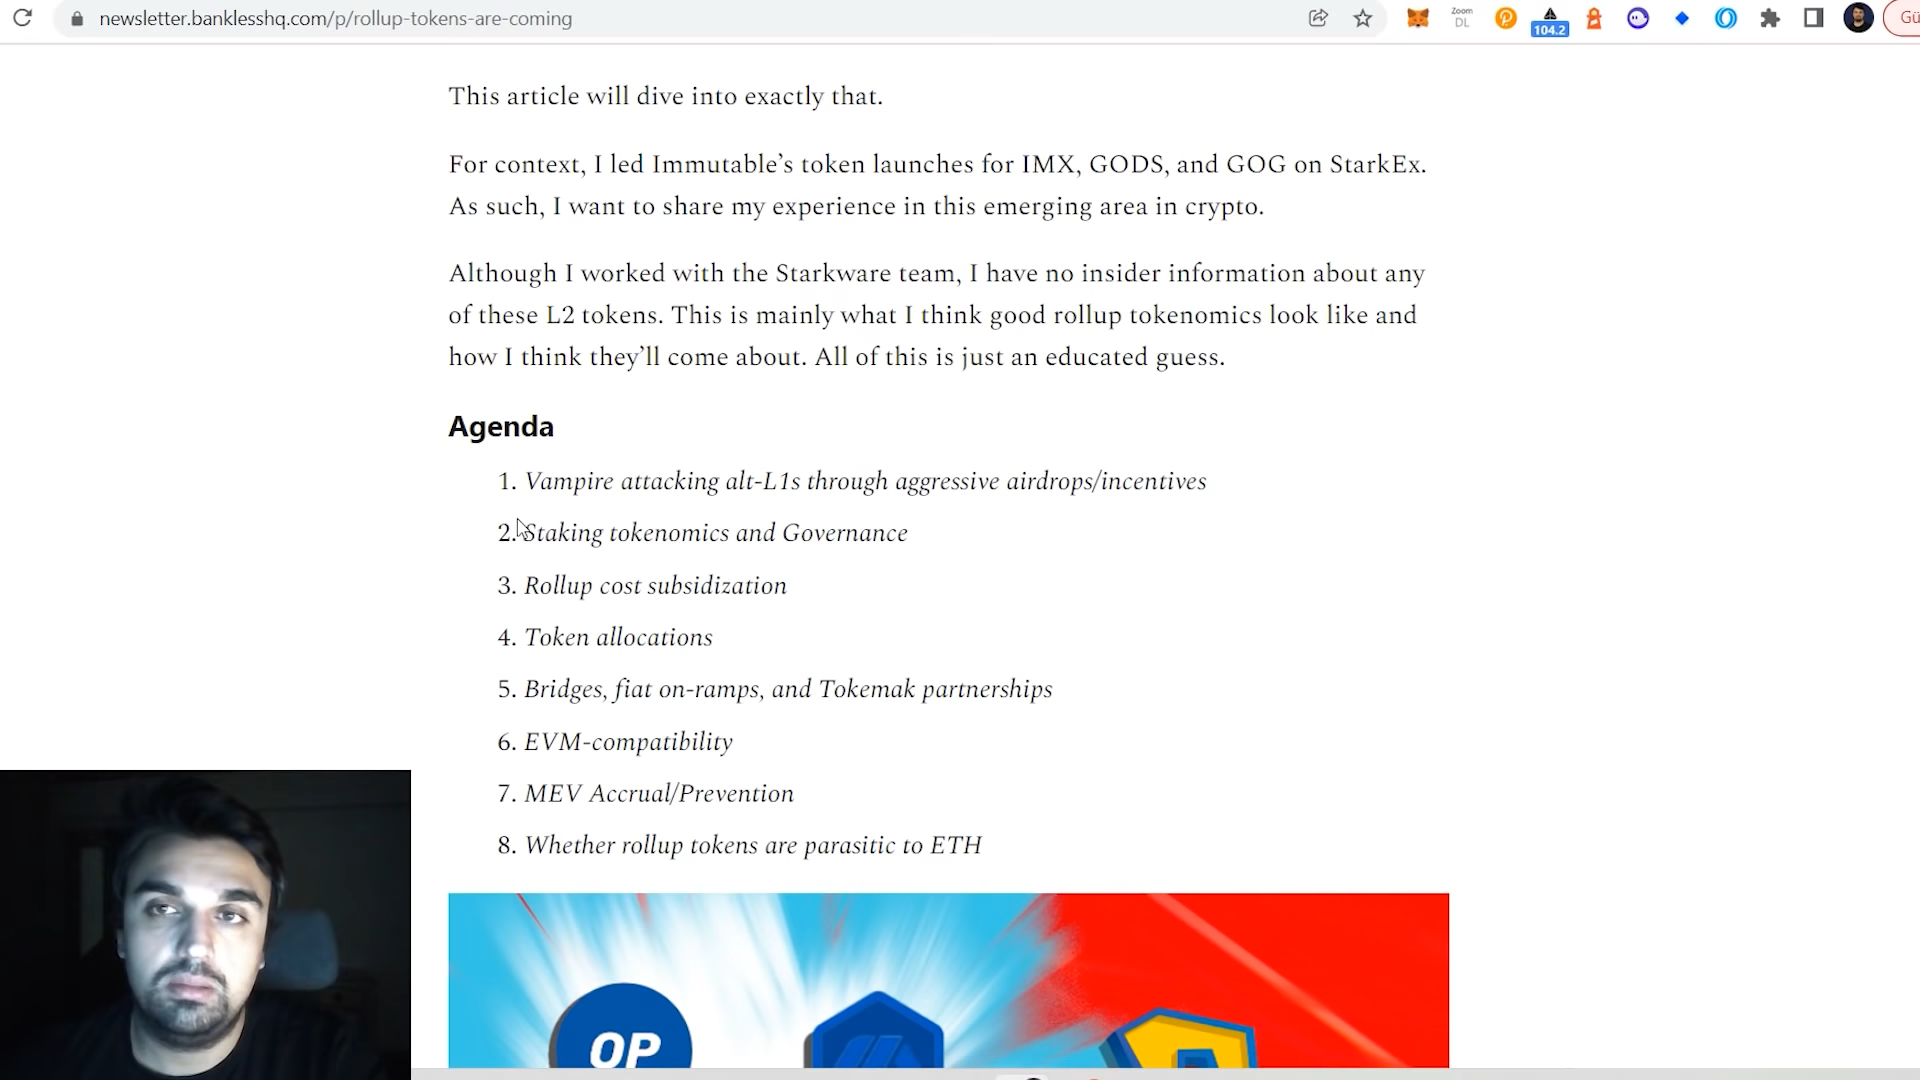 newsletter.banklesshq.com/p/rollup-tokens-are-coming
Zoom
DL
104.2
Gü
This article will dive into exactly that.
For context, I led Immutable’s token launches for IMX, GODS, and GOG on StarkEx.
As such, I want to share my experience in this emerging area in crypto.
Although I worked with the Starkware team, I have no insider information about any
of these L2 tokens. This is mainly what I think good rollup tokenomics look like and
how I think they’ll come about. All of this is just an educated guess.
Agenda
1. Vampire attacking alt-L1s through aggressive airdrops/incentives
2. Staking tokenomics and Governance
3. Rollup cost subsidization
4. Token allocations
5. Bridges, fiat on-ramps, and Tokemak partnerships
6. EVM-compatibility
7. MEV Accrual/Prevention
8. Whether rollup tokens are parasitic to ETH
OP